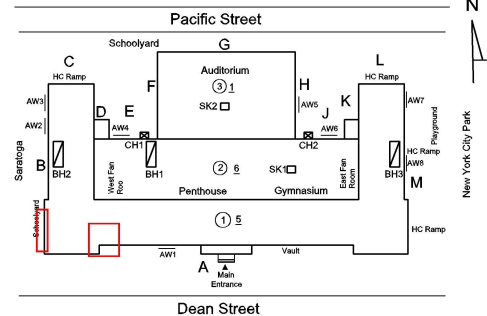 Pacific Street
N
Schoolyard
G
C
L
HC Ramp
Auditorium
HC Ramp
F
3 1
H
AW3
SK2
AW5
AW7
D
E
J
K
AW2
AW4
AW6
Playground
CH1
CH2
HC Ramp
Saratoga
B
BH2
BH1
BH3
AW8
West Fan
Roo
2 6
SK1
East Fan
Room
M
New York City Park
Penthouse
Gymnasium
Schoolyard
1 5
HC Ramp
AW1
A
Vault
Main
Entrance
Dean Street